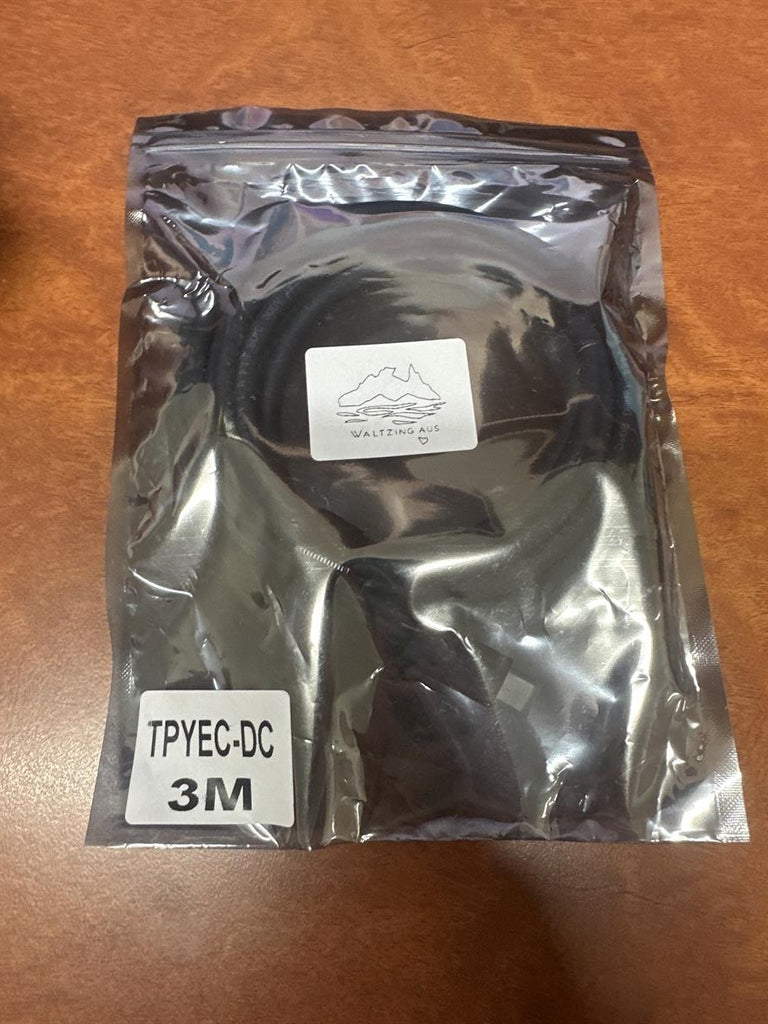 WALTZING AUS
TPYEC-DC
3M